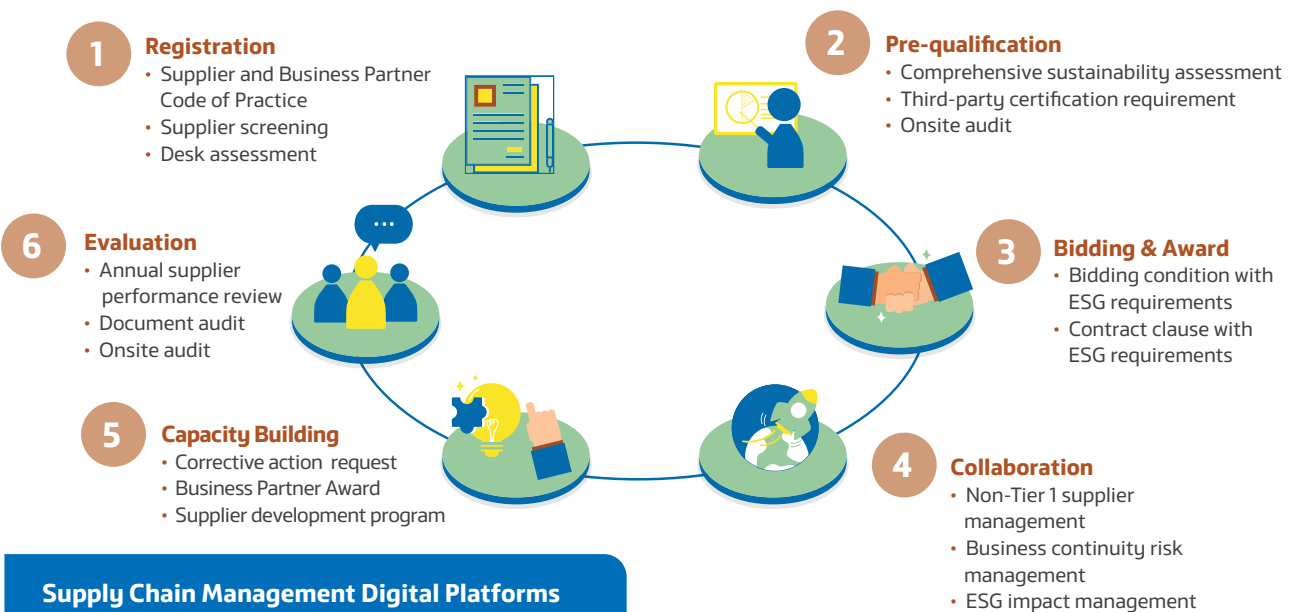 1
Registration
• Supplier and Business Partner
Code of Practice
• Supplier screening
• Desk assessment
2
Pre-qualification
• Comprehensive sustainability assessment
• Third-party certification requirement
• Onsite audit
3
Bidding & Award
• Bidding condition with
ESG requirements
• Contract clause with
ESG requirements
4
Collaboration
• Non-Tier 1 supplier
management
• Business continuity risk
management
• ESG impact management
5
Capacity Building
• Corrective action request
• Business Partner Award
• Supplier development program
6
Evaluation
• Annual supplier
performance review
• Document audit
• Onsite audit
Supply Chain Management Digital Platforms